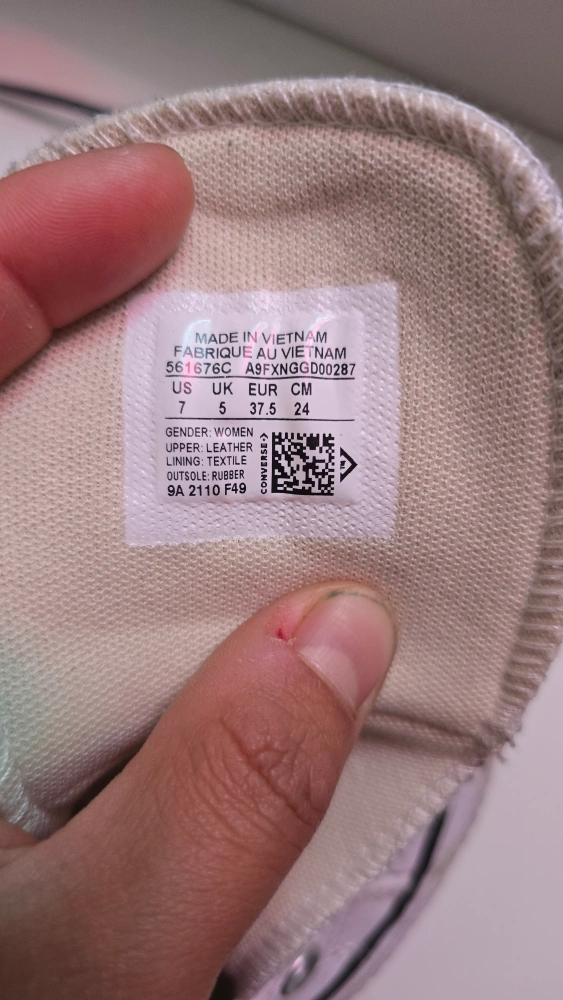 MADE IN VIETNAM
FABRIQUE AU VIETNAM
561676C A9FXNGGD00287
US UK EUR CM
7 5 37.5 24
GENDER: WOMEN
UPPER: LEATHER
LINING: TEXTILE
OUTSOLE: RUBBER
9A 2110 F49
CONVERSE